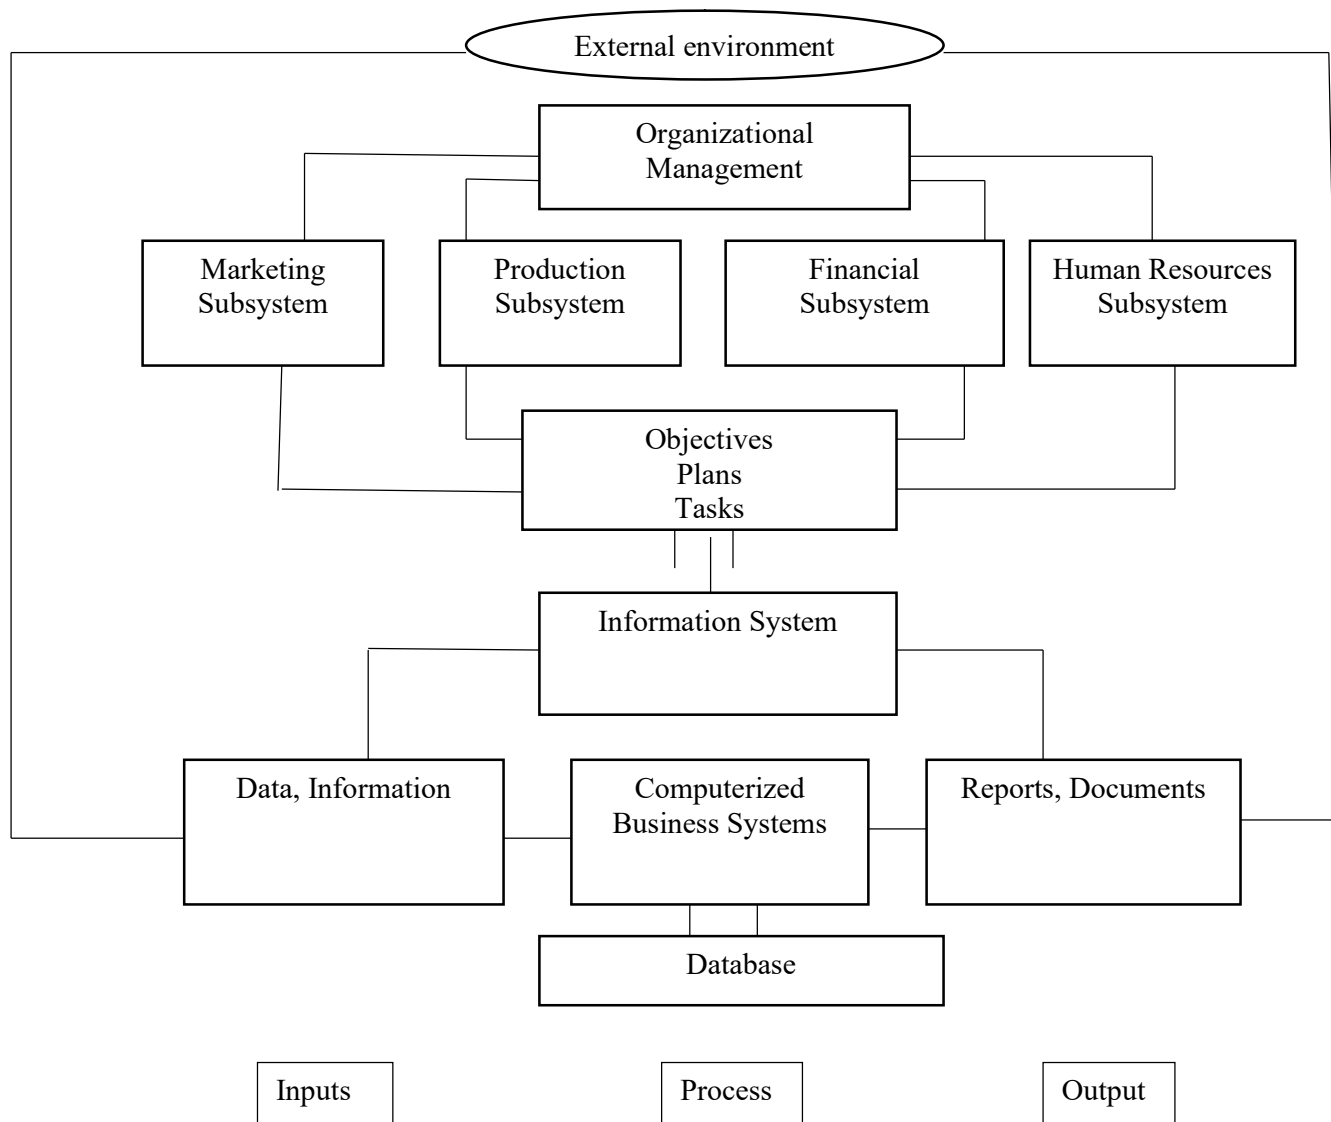 External environment
Organizational
Management
Marketing
Subsystem
Production
Subsystem
Financial
Subsystem
Human Resources
Subsystem
Objectives
Plans
Tasks
Information System
Data, Information
Computerized
Business Systems
Reports, Documents
Database
Inputs
Process
Output